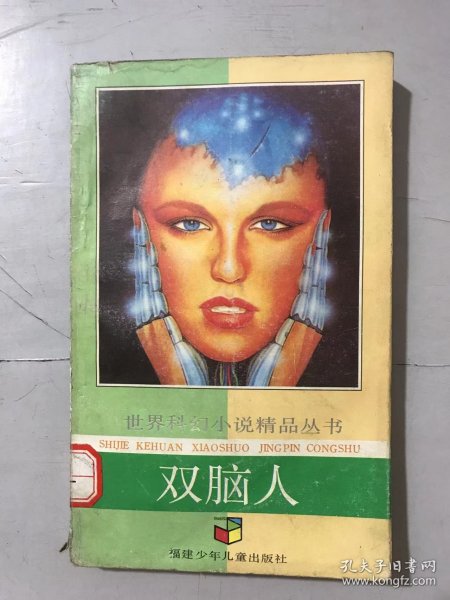 世界科幻小说精品丛书
SHIJIE KEHUAN XIAOSHUO JINGPIN CONGSHU
双脑人
福建少年儿童出版社
孔夫子旧书网
www.kongfz.com